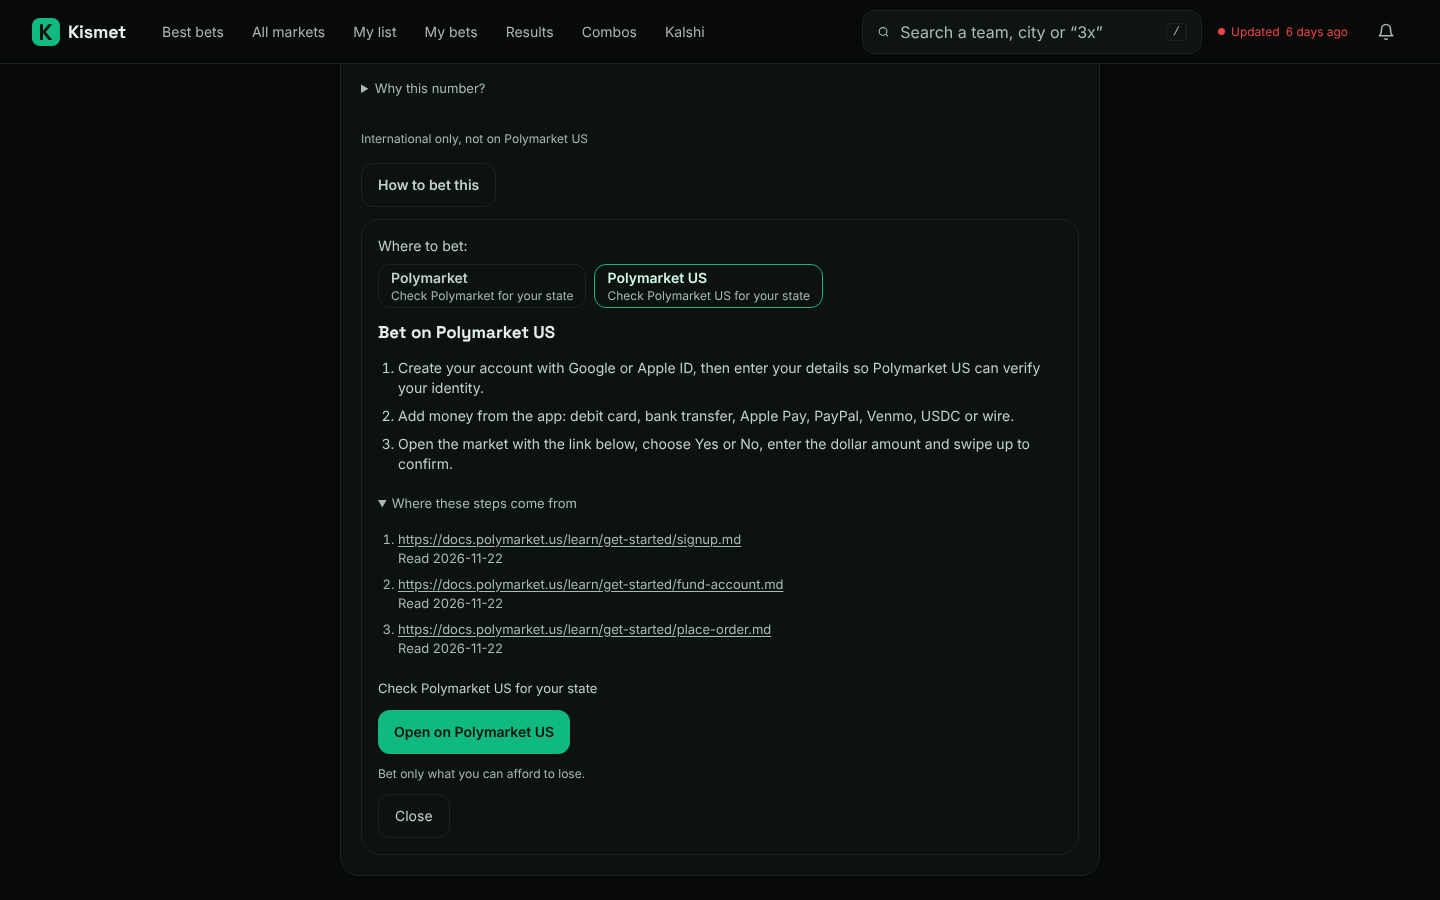 K Kismet
Best bets
All markets
My list
My bets
Results
Combos
Kalshi
Search a team, city or “3x”
/
Updated 6 days ago
Why this number?
International only, not on Polymarket US
How to bet this
Where to bet:
Polymarket
Check Polymarket for your state
Polymarket US
Check Polymarket US for your state
Bet on Polymarket US
1. Create your account with Google or Apple ID, then enter your details so Polymarket US can verify
your identity.
2. Add money from the app: debit card, bank transfer, Apple Pay, PayPal, Venmo, USDC or wire.
3. Open the market with the link below, choose Yes or No, enter the dollar amount and swipe up to
confirm.
Where these steps come from
1. https://docs.polymarket.us/learn/get-started/signup.md
Read 2026-11-22
2. https://docs.polymarket.us/learn/get-started/fund-account.md
Read 2026-11-22
3. https://docs.polymarket.us/learn/get-started/place-order.md
Read 2026-11-22
Check Polymarket US for your state
Open on Polymarket US
Bet only what you can afford to lose.
Close